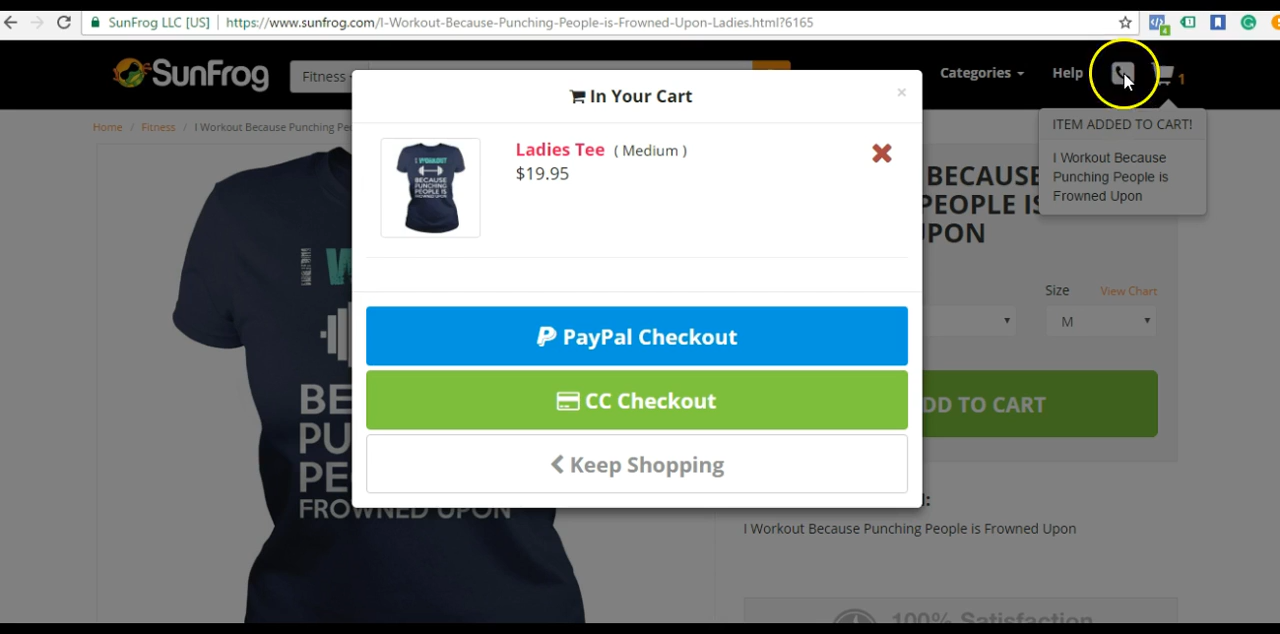 SunFrog LLC [US] https://www.sunfrog.com/I-Workout-Because-Punching-People-is-Frowned-Upon-Ladies.html?6165
SunFrog
Fitness
Categories
Help
1
Home / Fitness / I Workout Because Punching
ITEM ADDED TO CART!
I Workout Because
Punching People is
Frowned Upon
In Your Cart
×
Ladies Tee ( Medium )
$19.95
PayPal Checkout
CC Checkout
Keep Shopping
BECAUSE
PEOPLE IS
UPON
Size View Chart
M
DD TO CART
I Workout Because Punching People is Frowned Upon
100% Satisfaction
I W
BE
PU
PE
FROWNED UPON
BECAUSE
PUNCHING
PEOPLE IS
FROWNED UPON